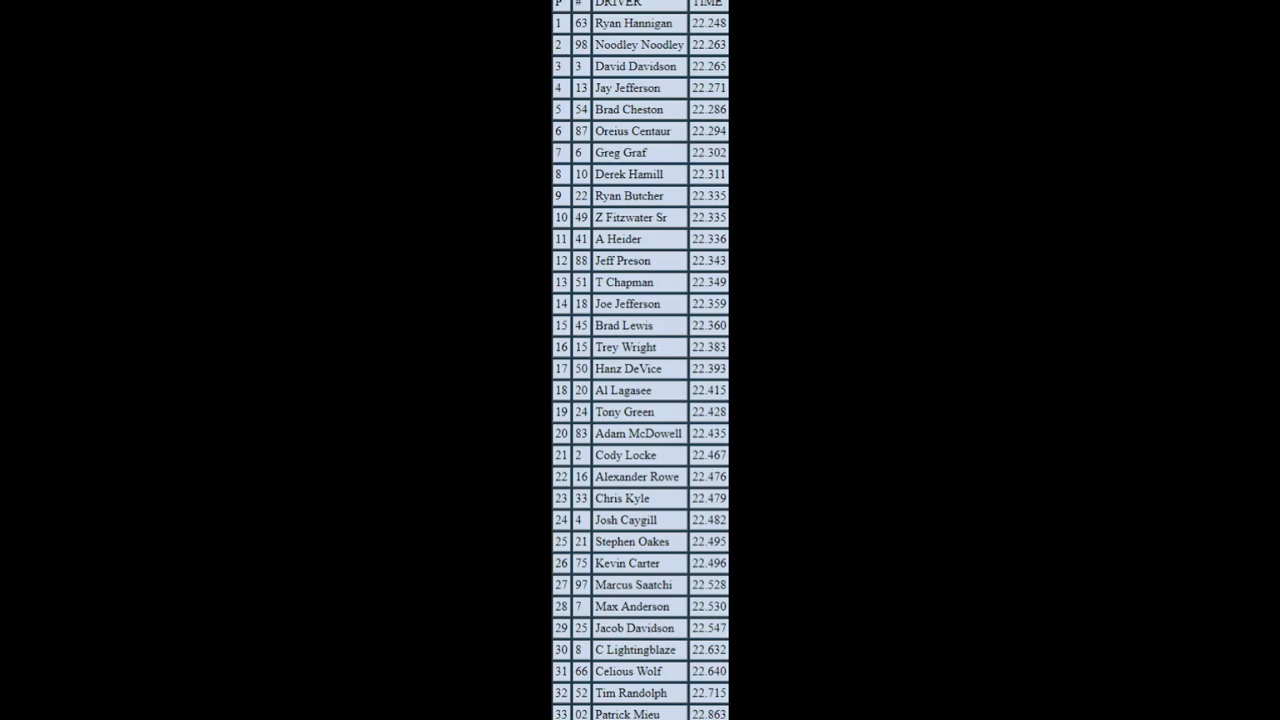 P # DRIVER TIME
1 63 Ryan Hannigan 22.248
2 98 Noodley Noodley 22.263
3 3 David Davidson 22.265
4 13 Jay Jefferson 22.271
5 54 Brad Cheston 22.286
6 87 Oreius Centaur 22.294
7 6 Greg Graf 22.302
8 10 Derek Hamill 22.311
9 22 Ryan Butcher 22.335
10 49 Z Fitzwater Sr 22.335
11 41 A Heider 22.336
12 88 Jeff Preson 22.343
13 51 T Chapman 22.349
14 18 Joe Jefferson 22.359
15 45 Brad Lewis 22.360
16 15 Trey Wright 22.383
17 50 Hanz DeVice 22.393
18 20 Al Lagasee 22.415
19 24 Tony Green 22.428
20 83 Adam McDowell 22.435
21 2 Cody Locke 22.467
22 16 Alexander Rowe 22.476
23 33 Chris Kyle 22.479
24 4 Josh Caygill 22.482
25 21 Stephen Oakes 22.495
26 75 Kevin Carter 22.496
27 97 Marcus Saatchi 22.528
28 7 Max Anderson 22.530
29 25 Jacob Davidson 22.547
30 8 C Lightingblaze 22.632
31 66 Celious Wolf 22.640
32 52 Tim Randolph 22.715
33 02 Patrick Mieu 22.863